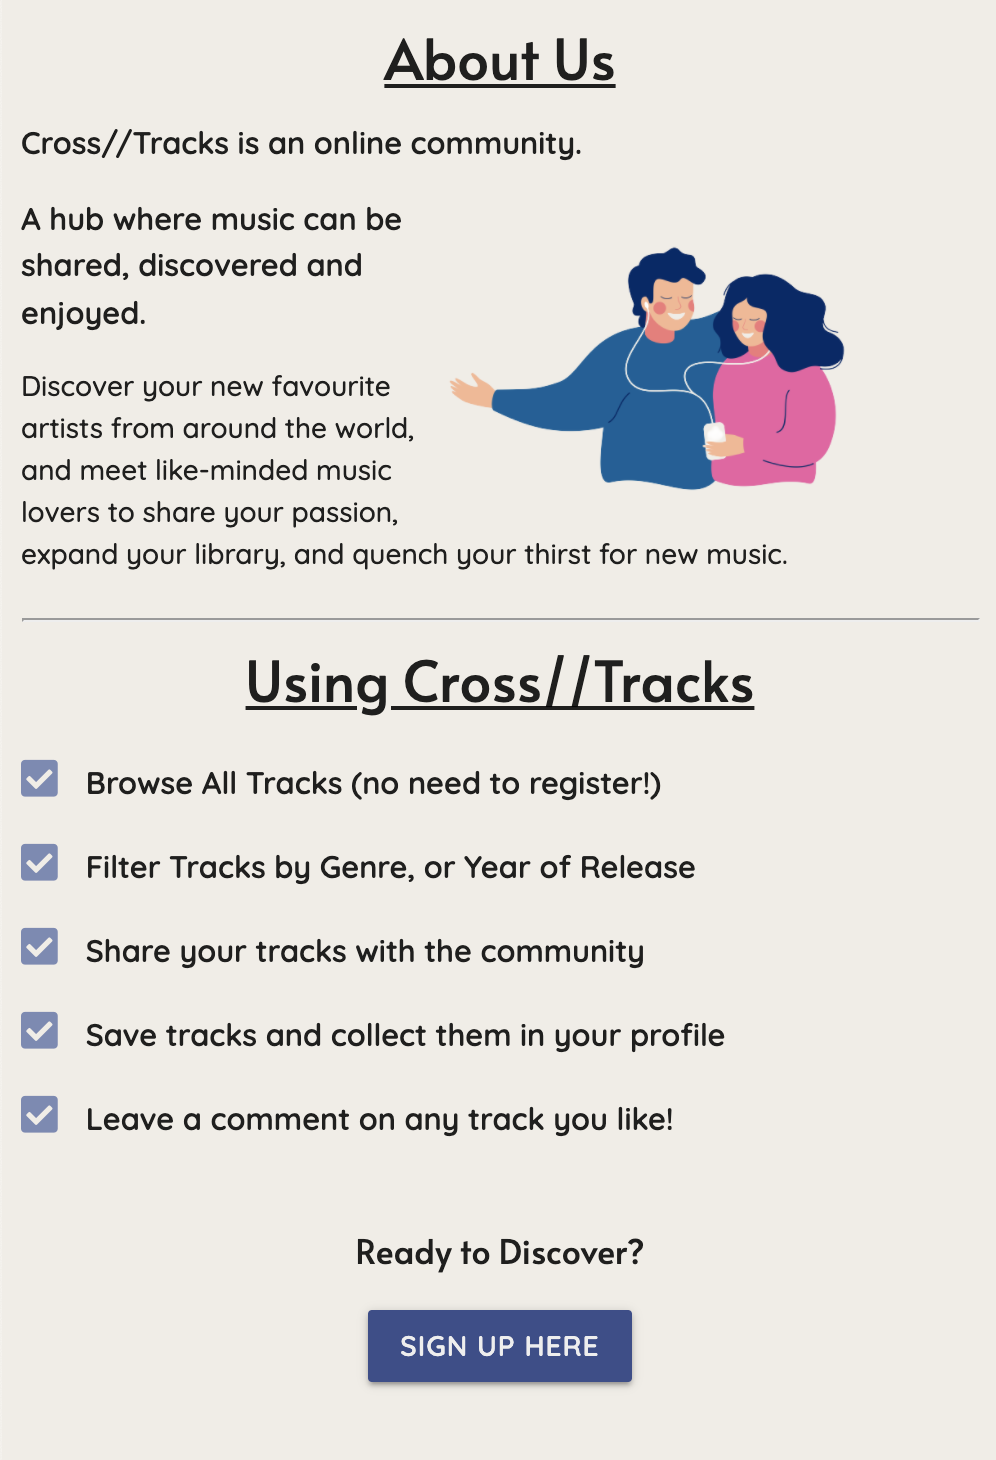 About Us
Cross//Tracks is an online community.
A hub where music can be
shared, discovered and
enjoyed.
Discover your new favourite
artists from around the world,
and meet like-minded music
lovers to share your passion,
expand your library, and quench your thirst for new music.
Using Cross//Tracks
Browse All Tracks (no need to register!)
Filter Tracks by Genre, or Year of Release
Share your tracks with the community
Save tracks and collect them in your profile
Leave a comment on any track you like!
Ready to Discover?
SIGN UP HERE